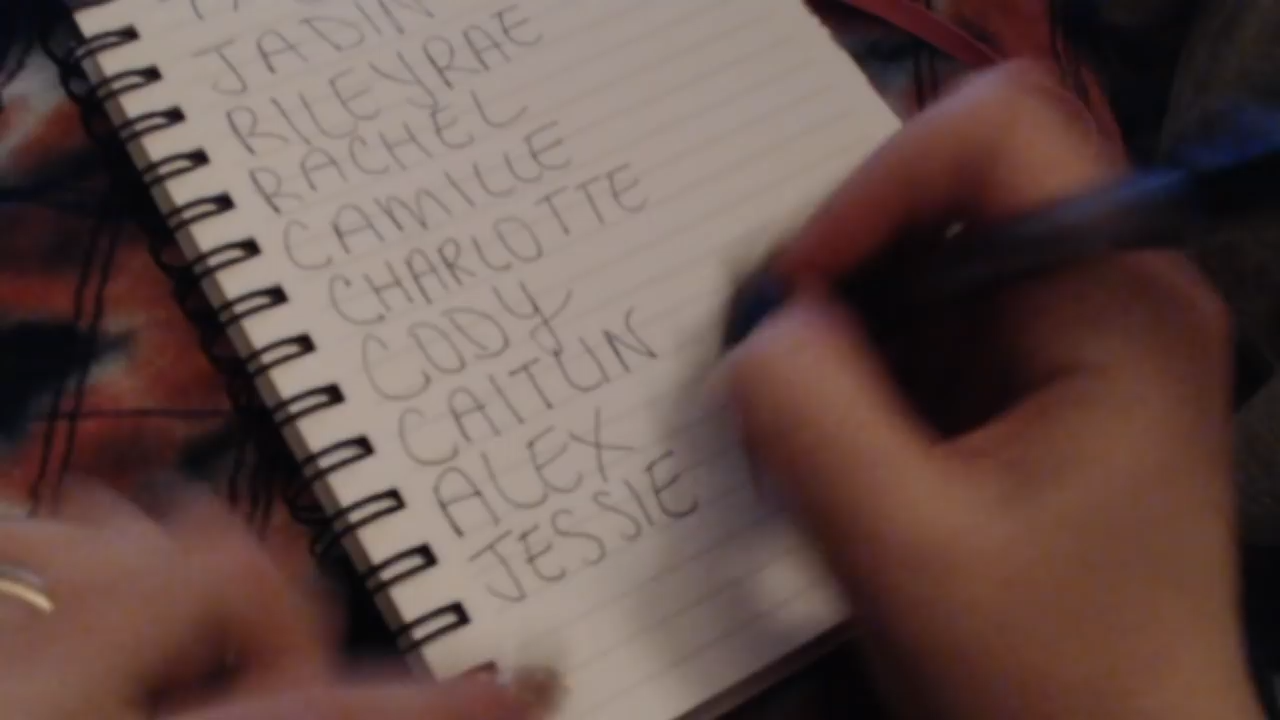 JADIN
RILEYRAE
RACHEL
CAMILLE
CHARLOTTE
CODY
CAITLIN
ALEX
JESSIE